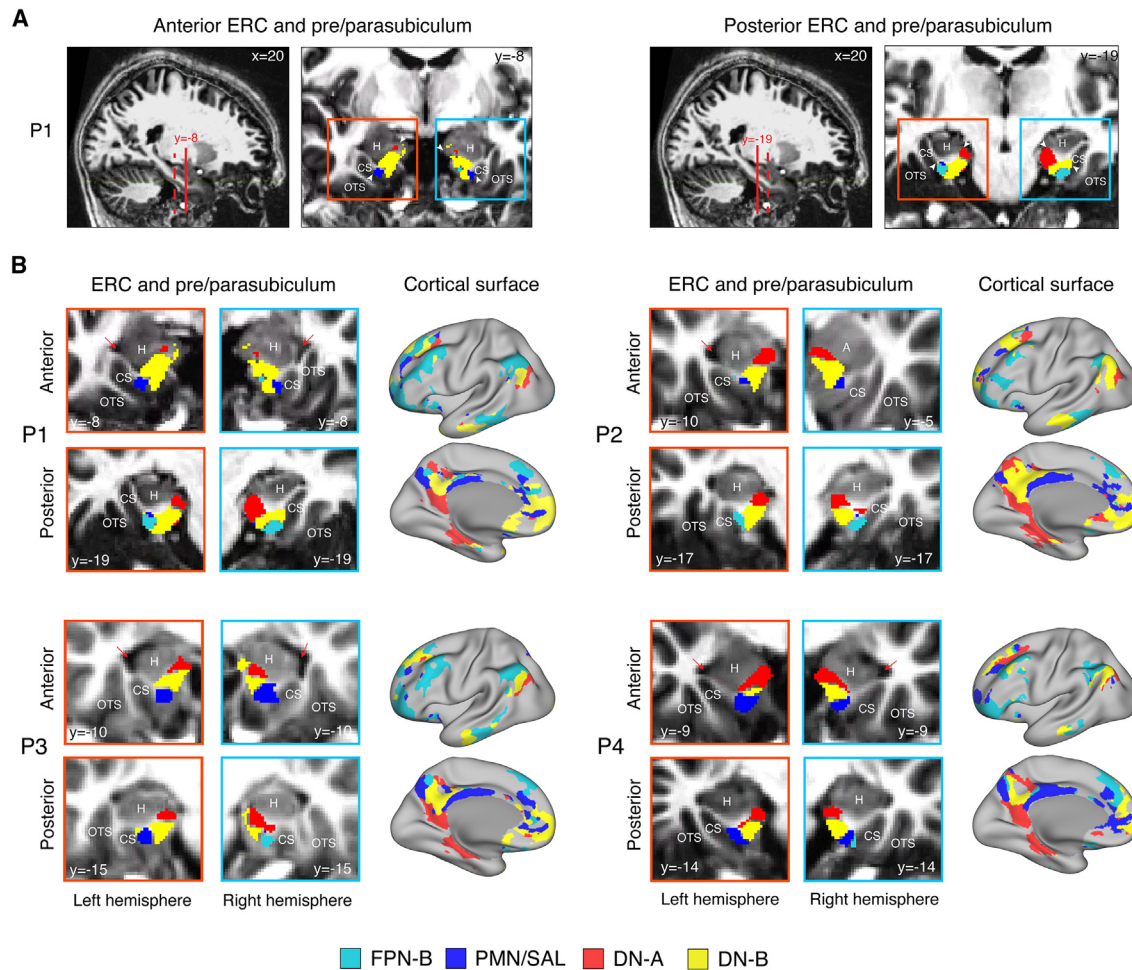 A
Anterior ERC and pre/parasubiculum
Posterior ERC and pre/parasubiculum
P1
x=20
y=-8
y=-8
H
H
CS
CS
OTS
OTS
x=20
y=-19
y=-19
H
H
CS
CS
OTS
OTS
B
ERC and pre/parasubiculum
Cortical surface
ERC and pre/parasubiculum
Cortical surface
P1
Anterior
H
CS
OTS
y=-8
H
OTS
CS
y=-8
Posterior
CS
H
OTS
y=-19
H
CS
OTS
y=-19
P2
Anterior
H
CS
OTS
y=-10
A
CS
OTS
y=-5
Posterior
H
OTS
CS
y=-17
H
CS
OTS
y=-17
P3
Anterior
H
CS
OTS
y=-10
H
CS
OTS
y=-10
Posterior
H
OTS
CS
y=-15
H
CS
OTS
y=-15
P4
Anterior
H
CS
OTS
y=-9
H
CS
OTS
y=-9
Posterior
H
OTS
CS
y=-14
H
CS
OTS
y=-14
Left hemisphere
Right hemisphere
Left hemisphere
Right hemisphere
FPN-B
PMN/SAL
DN-A
DN-B